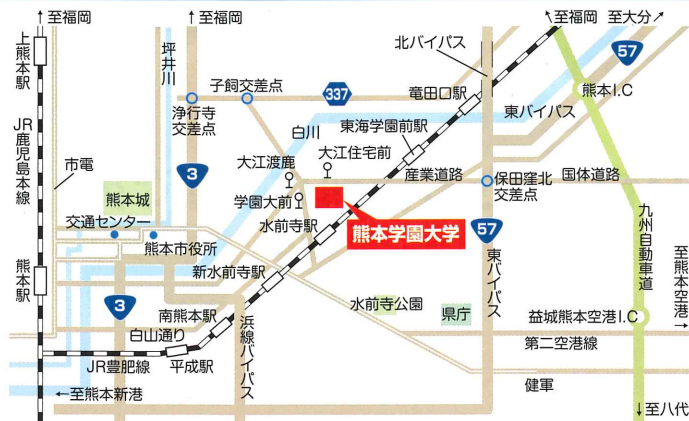 ↑至福岡
↑至福岡
↖至福岡
至大分↗
57
北バイパス
坪井川
上熊本駅
子飼交差点
337
竜田口駅
熊本I.C
浄行寺
交差点
白川
東海学園前駅
東バイパス
JR鹿児島本線
市電
3
大江渡鹿
大江住宅前
産業道路
保田窪北
交差点
国体道路
熊本城
学園大前
交通センター
水前寺駅
熊本学園大学
57
熊本市役所
九州自動車道
熊本駅
新水前寺駅
東バイパス
至熊本空港→
3
南熊本駅
水前寺公園
県庁
益城熊本空港I.C
白山通り
浜線バイパス
第二空港線
JR豊肥線
平成駅
健軍
←至熊本新港
↓至八代